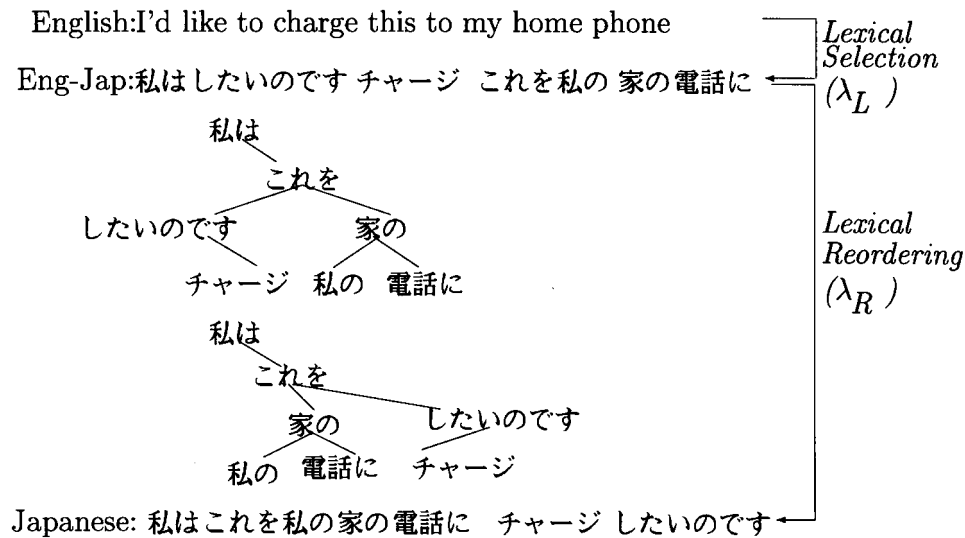 English:I'd like to charge this to my home phone
Eng-Jap:私はしたいのです チャージ これを私の 家の電話に
Lexical
Selection
(λL )
私は
これを
したいのです 家の
チャージ 私の 電話に
Lexical
Reordering
(λR )
私は
これを
家の したいのです
私の 電話に チャージ
Japanese: 私はこれを私の家の電話に チャージ したいのです